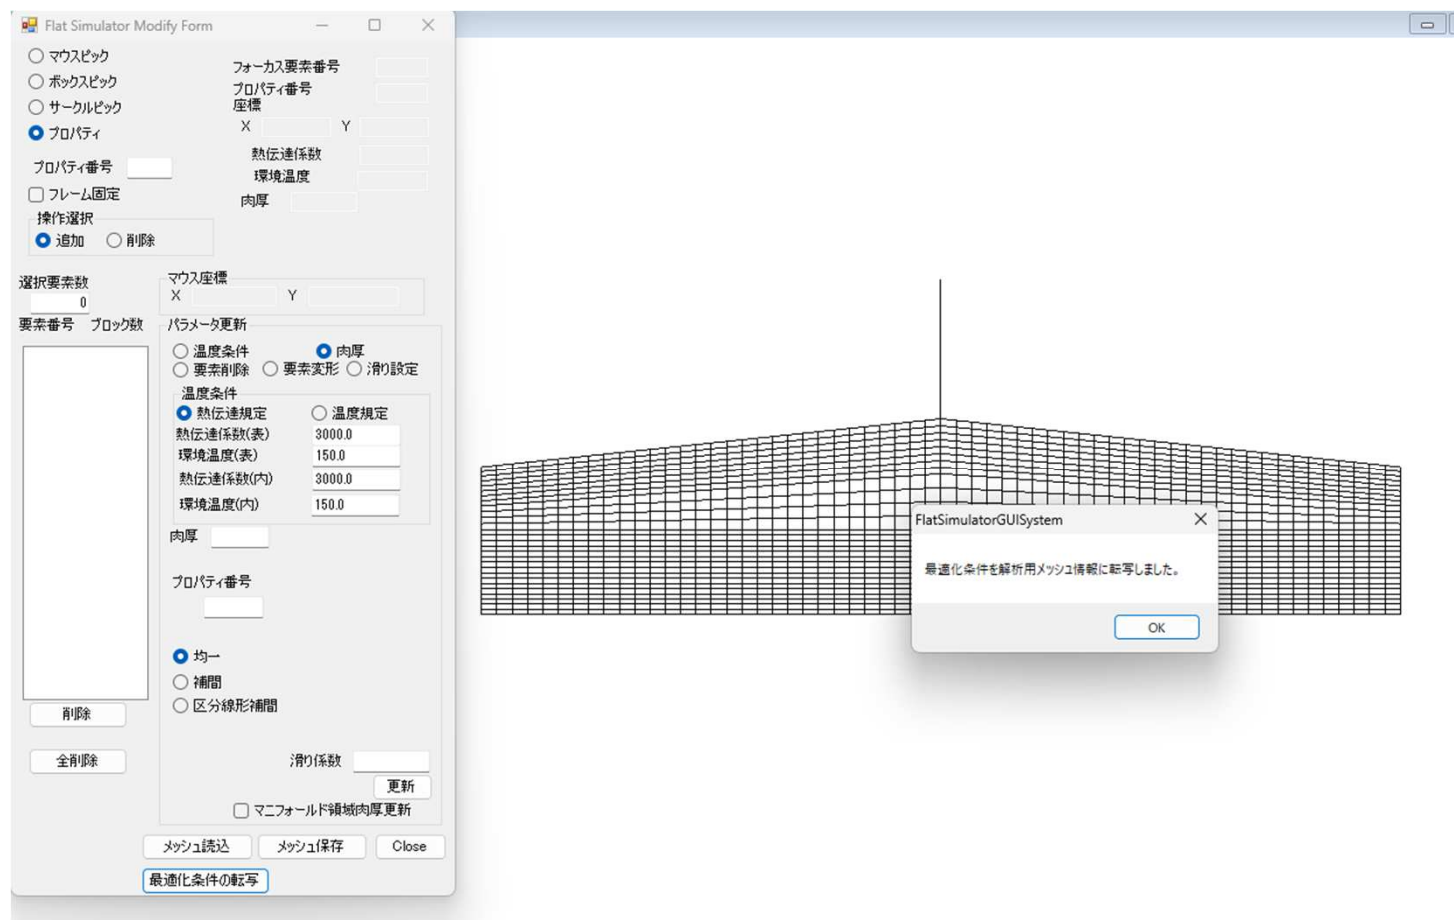 Flat Simulator Modify Form
マウスピック
ボックスピック
サークルピック
プロパティ
プロパティ番号
フレーム固定
操作選択
追加 削除
フォーカス要素番号
プロパティ番号
座標
X Y
熱伝達係数
環境温度
肉厚
選択要素数
0
要素番号 ブロック数
削除
全削除
マウス座標
X Y
パラメータ更新
温度条件 肉厚
要素削除 要素変形 滑り設定
温度条件
熱伝達規定 温度規定
熱伝達係数(表) 3000.0
環境温度(表) 150.0
熱伝達係数(内) 3000.0
環境温度(内) 150.0
肉厚
プロパティ番号
均一
補間
区分線形補間
滑り係数
更新
マニフォールド領域肉厚更新
メッシュ読込 メッシュ保存 Close
最適化条件の転写
FlatSimulatorGUISystem
最適化条件を解析用メッシュ情報に転写しました。
OK